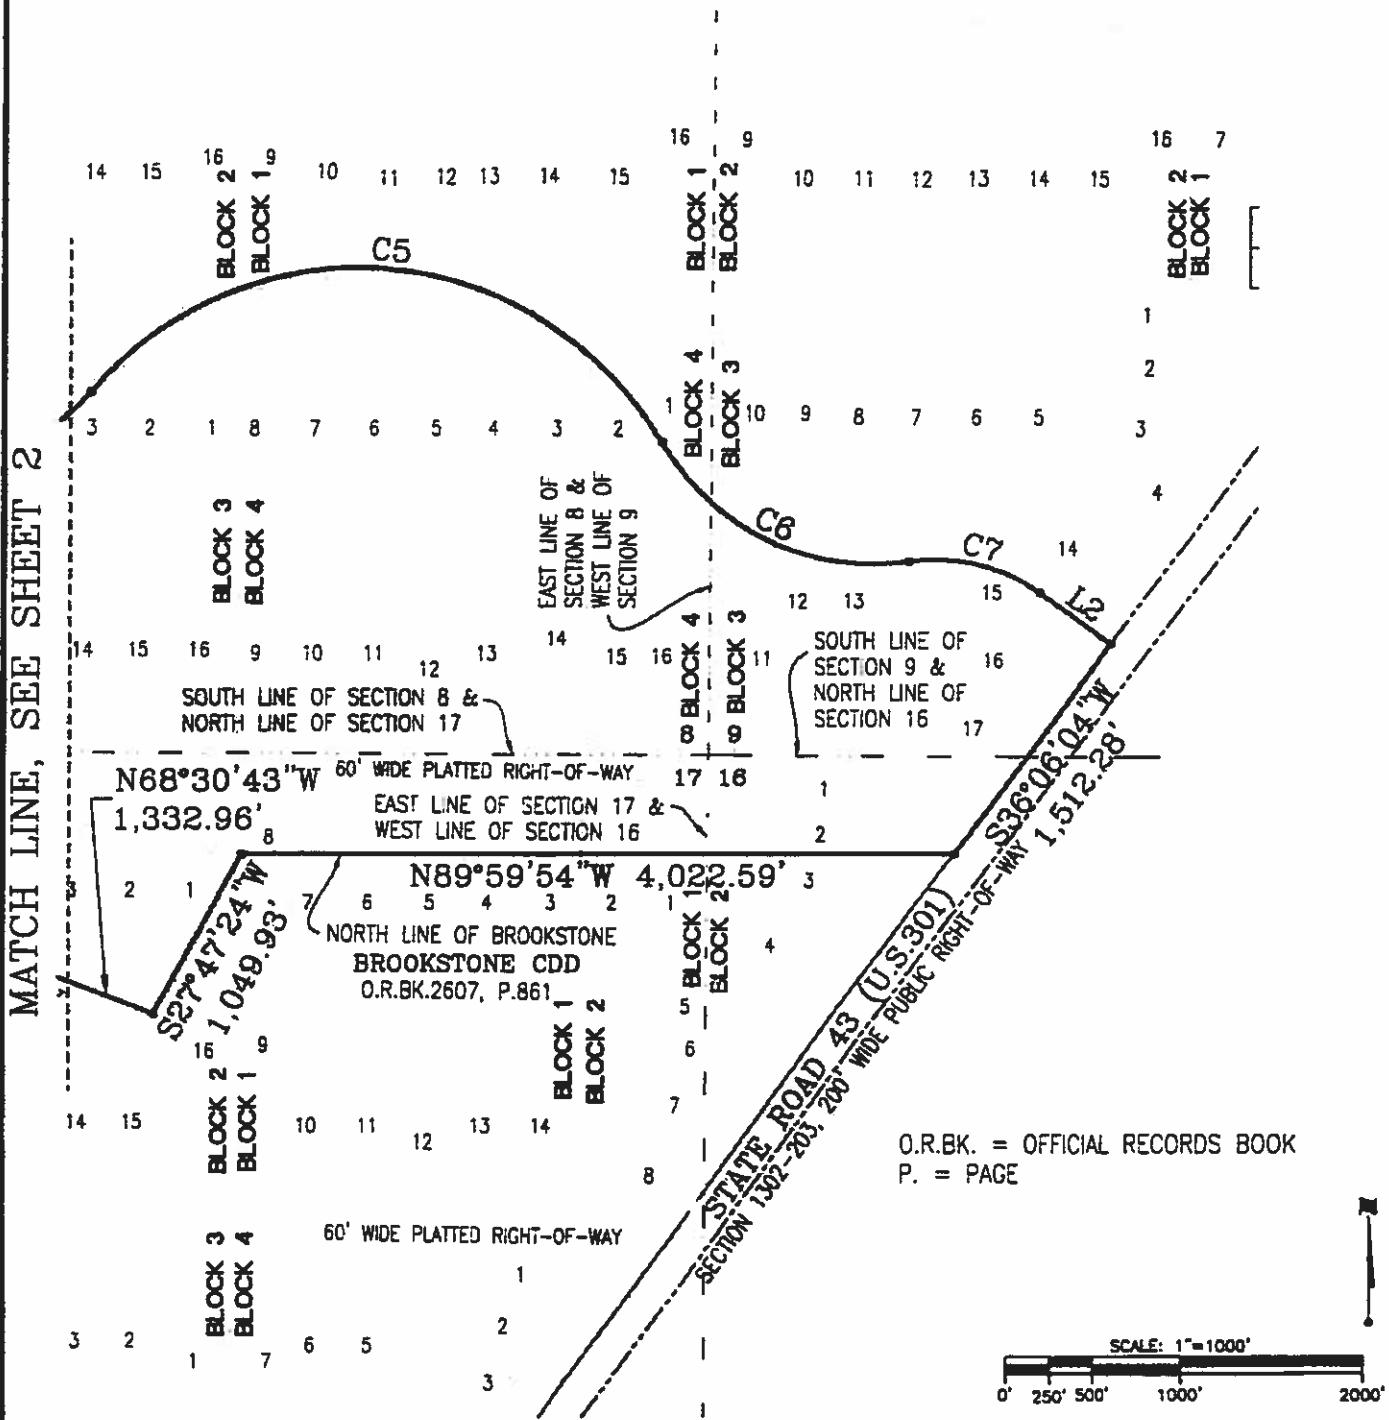 16 9 16 7
14 15 16 9 10 11 12 13 14 15 10 11 12 13 14 15
BLOCK 2
BLOCK 1
BLOCK 1
BLOCK 2
BLOCK 2
BLOCK 1
C5
1
2
BLOCK 4
BLOCK 3
3 2 1 8 7 6 5 4 3 2 1 10 9 8 7 6 5 3
4
MATCH LINE, SEE SHEET 2
BLOCK 3
BLOCK 4
EAST LINE OF
SECTION 8 &
WEST LINE OF
SECTION 9
C6
C7
14
12 13 15
L2
14 15 16 9 10 11 12 13 14 15 16 11 16
BLOCK 4
BLOCK 3
SOUTH LINE OF
SECTION 9 &
NORTH LINE OF
SECTION 16
17
SOUTH LINE OF SECTION 8 &
NORTH LINE OF SECTION 17
8 9
17 16
N68°30'43"W
1,332.96'
60' WIDE PLATTED RIGHT-OF-WAY
EAST LINE OF SECTION 17 &
WEST LINE OF SECTION 16
1
2
8
S36°06'04"W
1,512.28'
N89°59'54"W 4,022.59'
3 2 1 7 6 5 4 3 2 1 3
4
S27°47'24"W
1,049.93'
NORTH LINE OF BROOKSTONE
BROOKSTONE CDD
O.R.BK.2607, P.861
BLOCK 1
BLOCK 2
BLOCK 1
BLOCK 2
5
6
7
8
STATE ROAD 43 (U.S.301)
SECTION 1302-203, 200' WIDE PUBLIC RIGHT-OF-WAY
16 9
BLOCK 2
BLOCK 1
14 15 10 11 12 13 14
O.R.BK. = OFFICIAL RECORDS BOOK
P. = PAGE
60' WIDE PLATTED RIGHT-OF-WAY
BLOCK 3
BLOCK 4
1
2
3
3 2 1 7 6 5
SCALE: 1"=1000'
0' 250' 500' 1000' 2000'